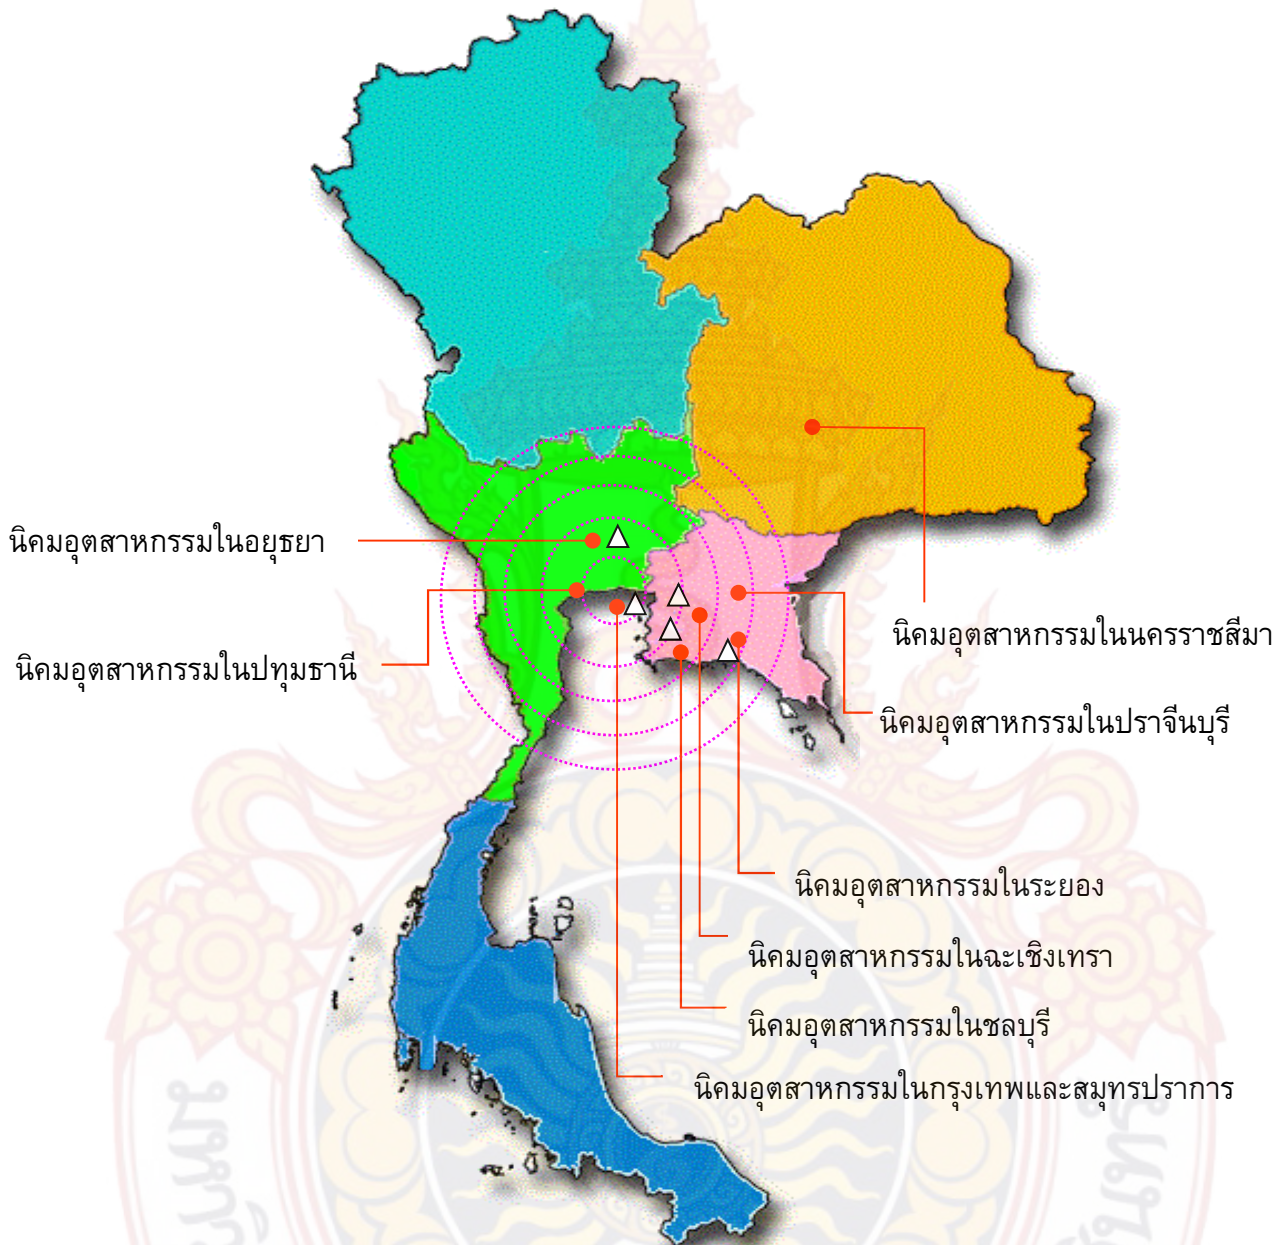 นิคมอุตสาหกรรมในอยุธยา
นิคมอุตสาหกรรมในนครราชสีมา
นิคมอุตสาหกรรมในปทุมธานี
นิคมอุตสาหกรรมในปราจีนบุรี
นิคมอุตสาหกรรมในระยอง
นิคมอุตสาหกรรมในฉะเชิงเทรา
นิคมอุตสาหกรรมในชลบุรี
นิคมอุตสาหกรรมในกรุงเทพและสมุทรปราการ